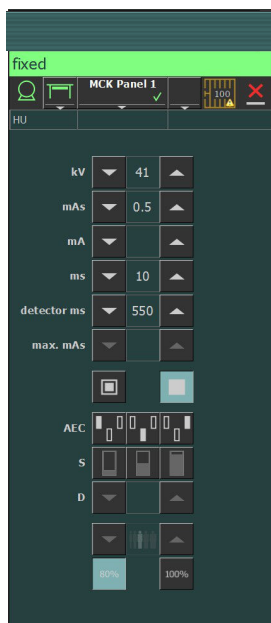 fixed
MCK Panel 1
100
HU
kV 41
mAs 0.5
mA
ms 10
detector ms 550
max. mAs
AEC
S
D
80% 100%